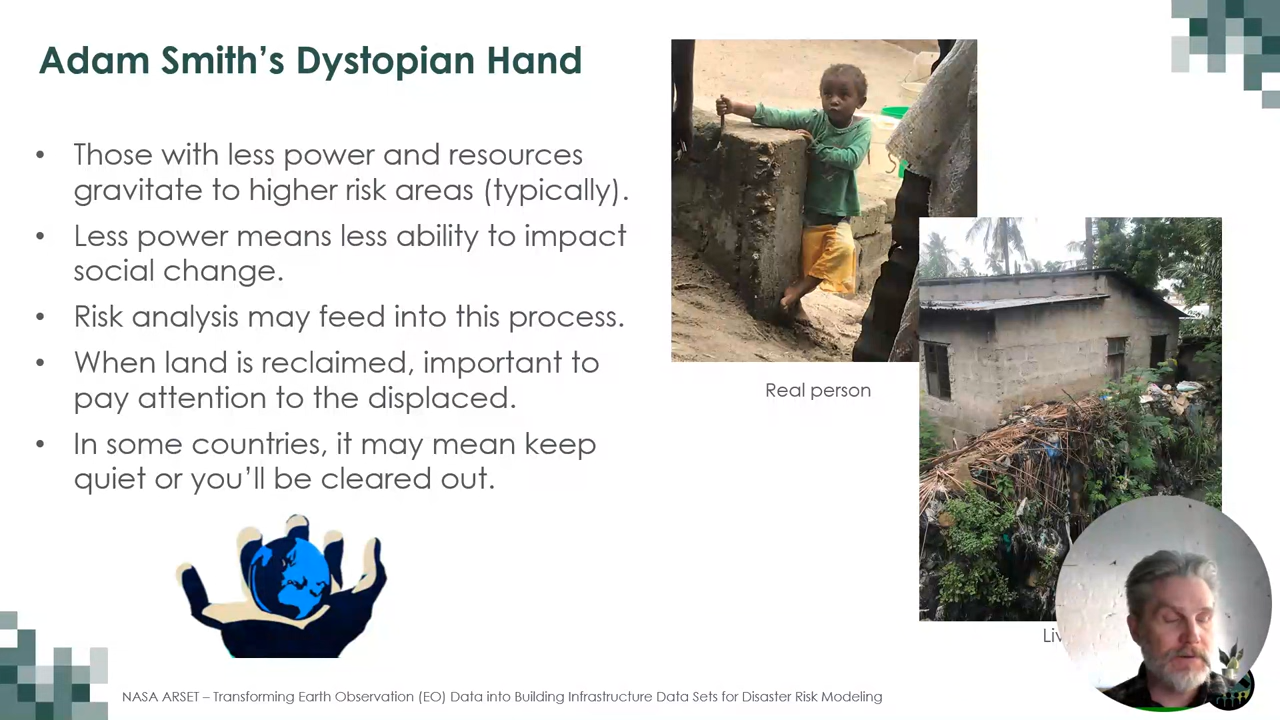 Adam Smith’s Dystopian Hand
• Those with less power and resources
gravitate to higher risk areas (typically).
• Less power means less ability to impact
social change.
• Risk analysis may feed into this process.
• When land is reclaimed, important to
pay attention to the displaced.
• In some countries, it may mean keep
quiet or you’ll be cleared out.
Real person
NASA ARSET – Transforming Earth Observation (EO) Data into Building Infrastructure Data Sets for Disaster Risk Modeling